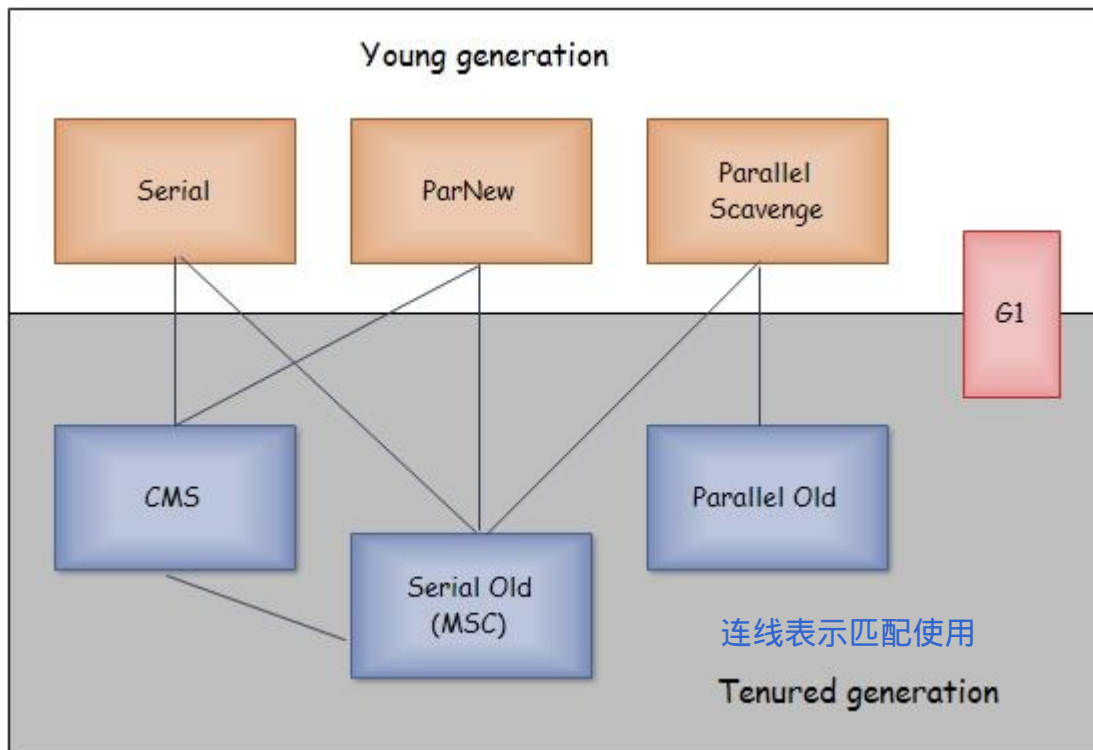 Young generation
Serial
ParNew
Parallel
Scavenge
G1
CMS
Serial Old
(MSC)
Parallel Old
连线表示匹配使用
Tenured generation